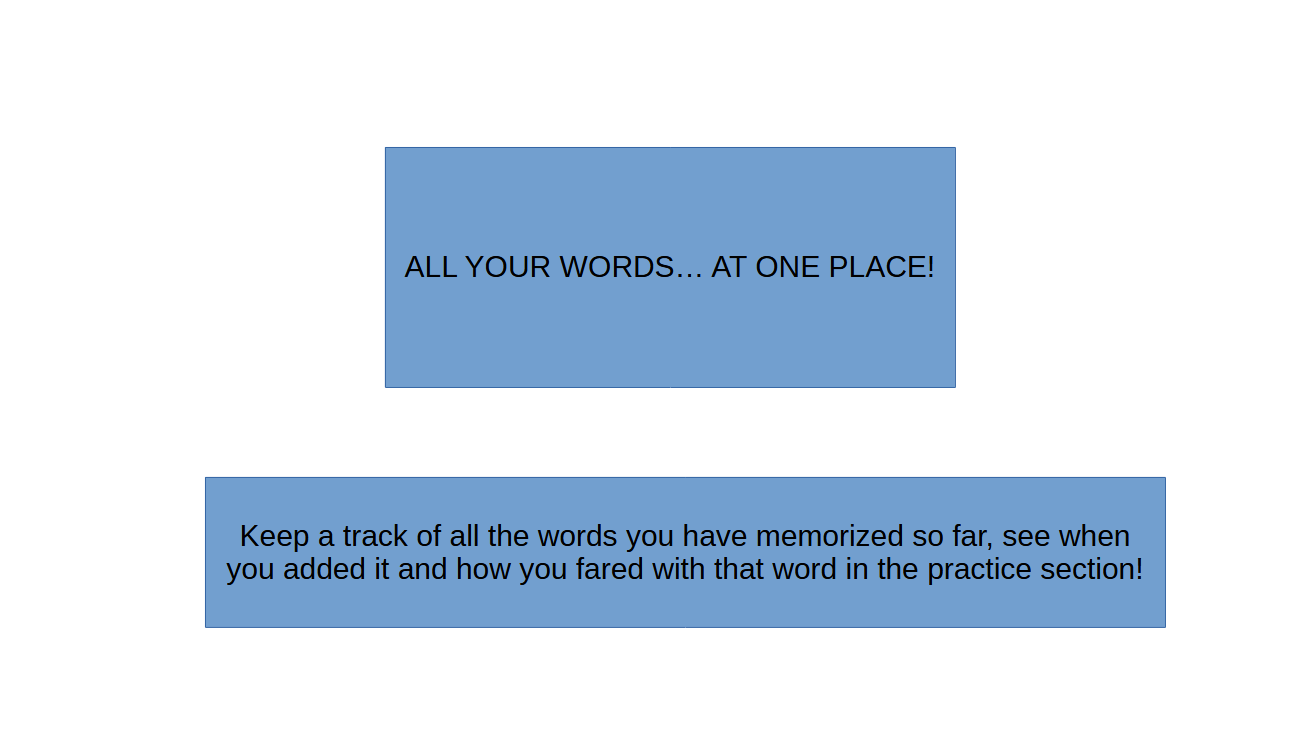 ALL YOUR WORDS… AT ONE PLACE!
Keep a track of all the words you have memorized so far, see when
you added it and how you fared with that word in the practice section!